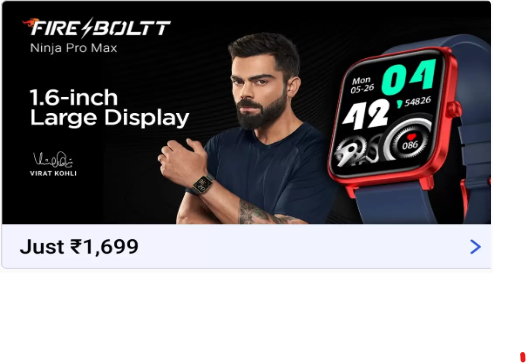 FIRE-BOLTT
Ninja Pro Max
1.6-inch
Large Display
VIRAT KOHLI
Mon
05-26
04
42
54826
086
Just ₹1,699